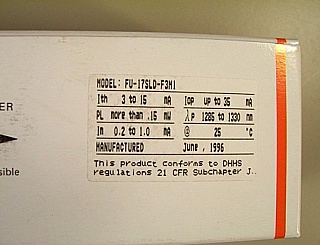 MODEL: FU-17SLD-F3M1
Ith 3 to 15 mA Iop up to 35 mA
PL more than .15 mW λp 1285 to 1330 nm
Im 0.2 to 1.0 mA @ 25 °C
MANUFACTURED June, 1996
This product conforms to DHHS
regulations 21 CFR Subchapter J..
ER
sible